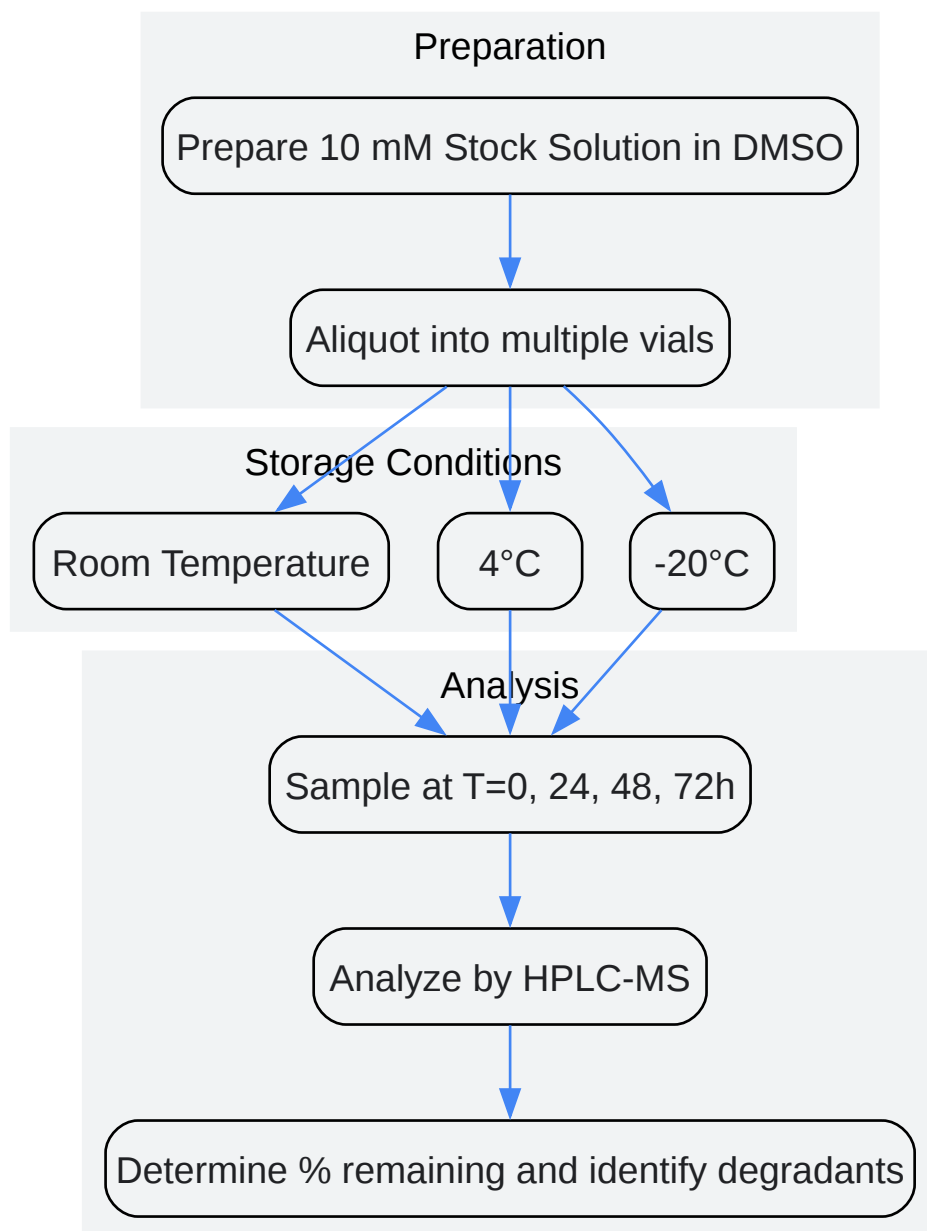 Preparation
Prepare 10 mM Stock Solution in DMSO
Aliquot into multiple vials
Storage Conditions
Room Temperature
4°C
-20°C
Analysis
Sample at T=0, 24, 48, 72h
Analyze by HPLC-MS
Determine % remaining and identify degradants